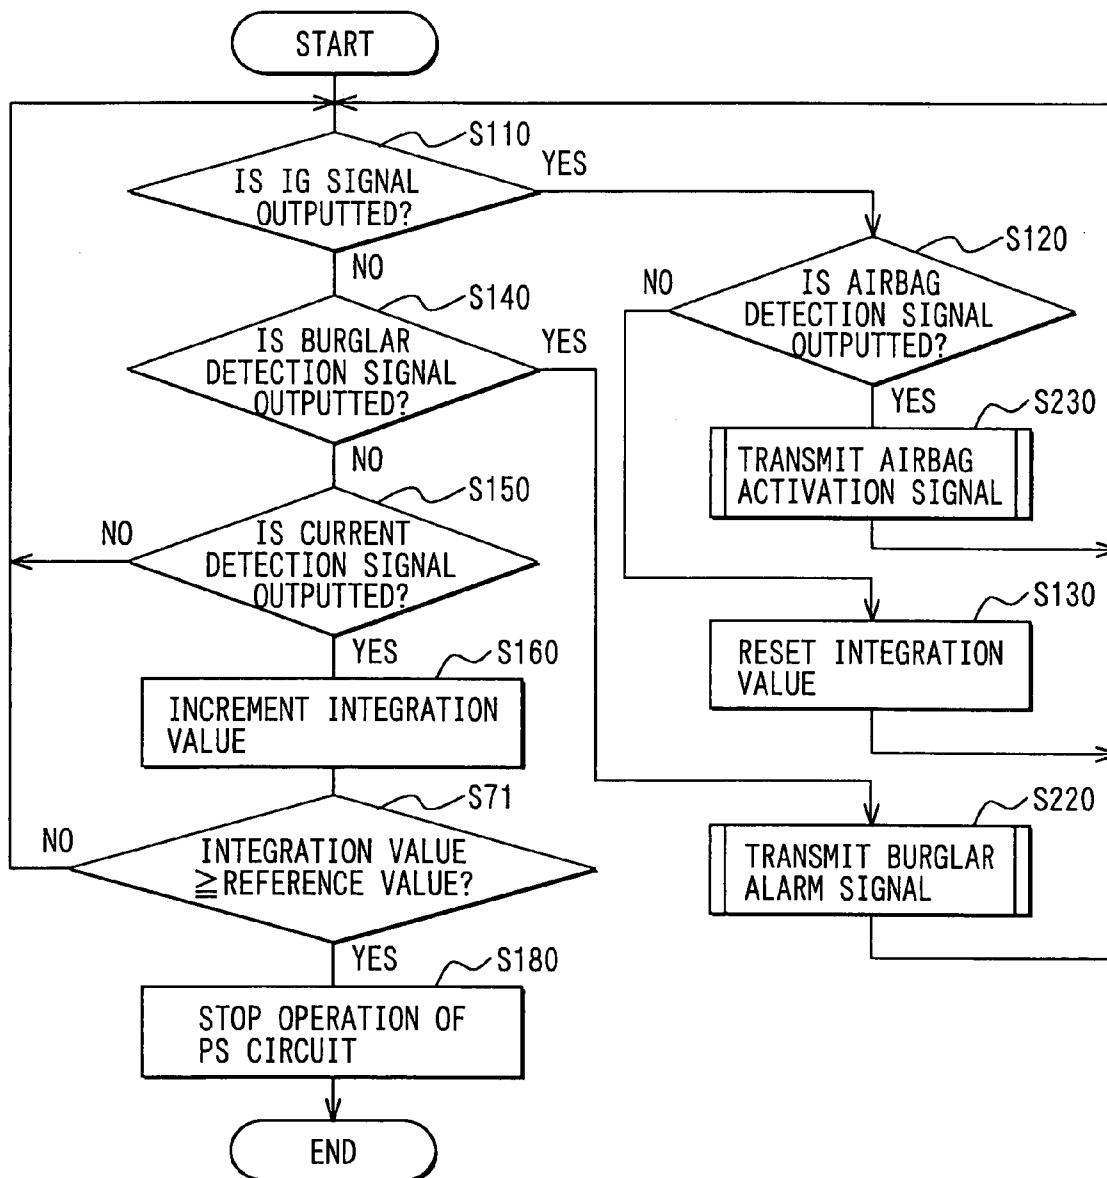 START
S110
YES
IS IG SIGNAL
OUTPUTTED?
NO
S120
NO
IS AIRBAG
DETECTION SIGNAL
OUTPUTTED?
YES
S140
IS BURGLAR
DETECTION SIGNAL
OUTPUTTED?
YES
NO
S230
TRANSMIT AIRBAG
ACTIVATION SIGNAL
S150
NO
IS CURRENT
DETECTION SIGNAL
OUTPUTTED?
YES
S130
RESET INTEGRATION
VALUE
S160
INCREMENT INTEGRATION
VALUE
S71
NO
INTEGRATION VALUE
≧REFERENCE VALUE?
YES
S220
TRANSMIT BURGLAR
ALARM SIGNAL
S180
STOP OPERATION OF
PS CIRCUIT
END